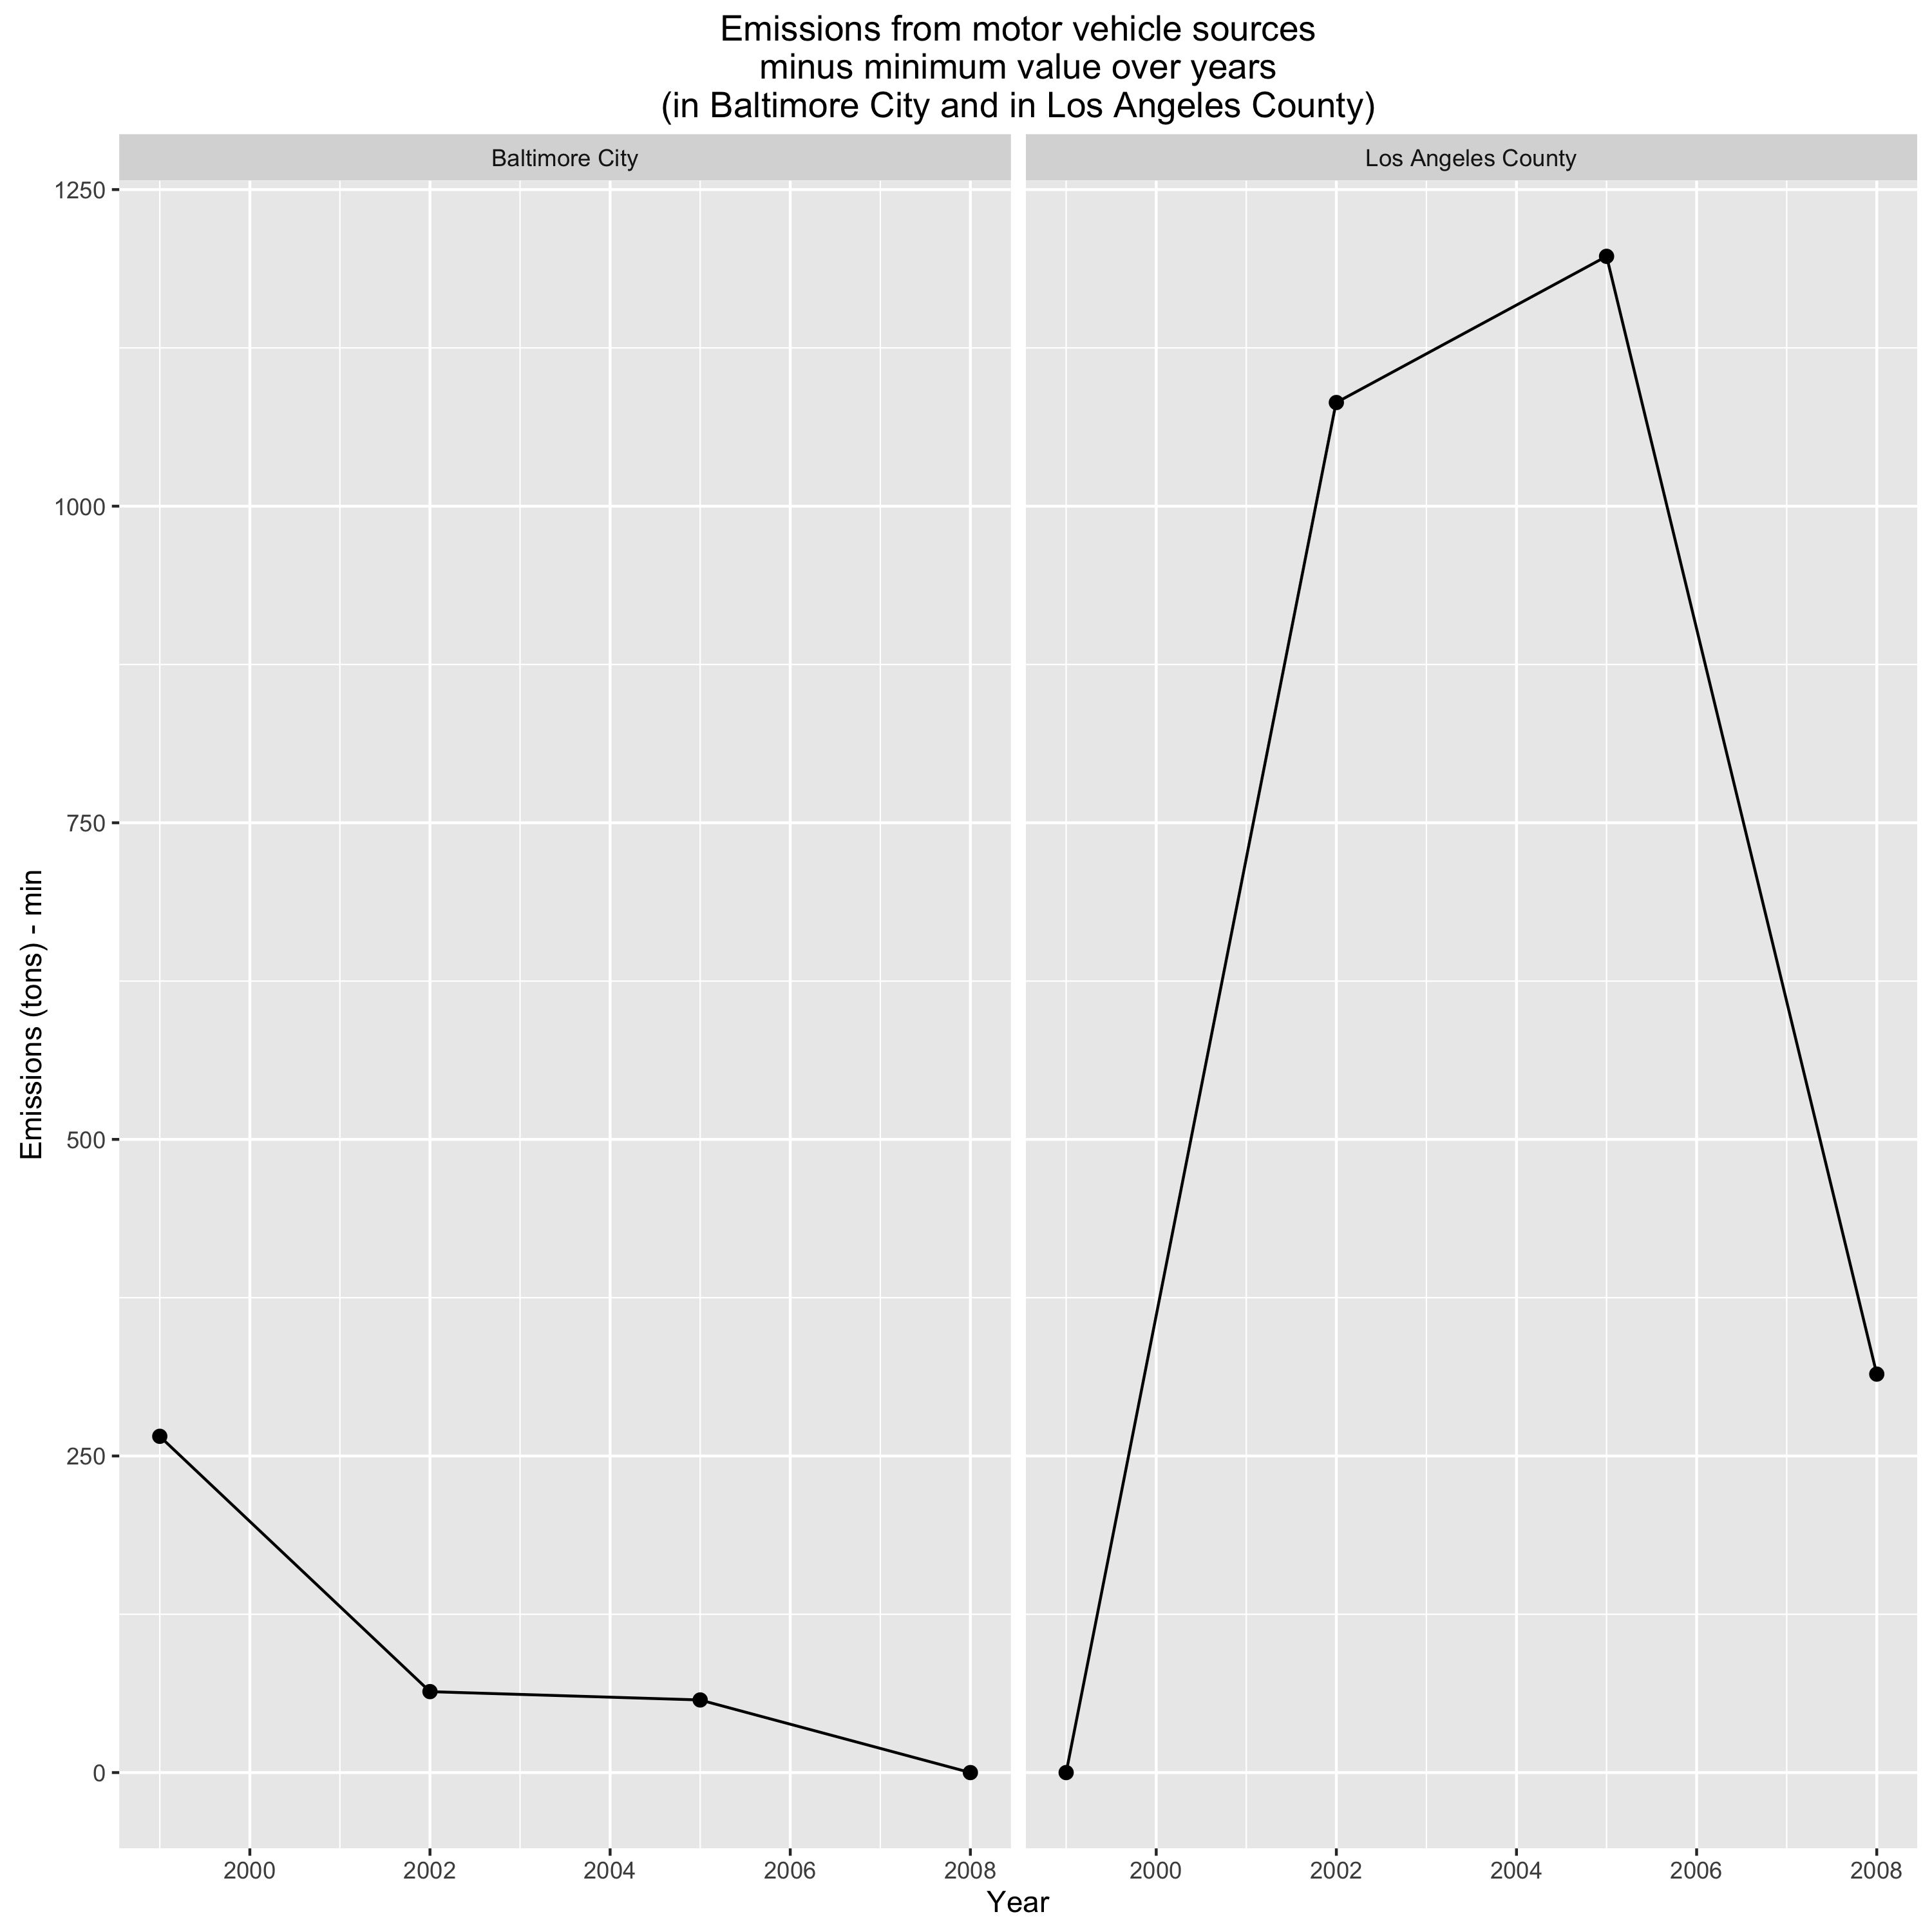 Emissions from motor vehicle sources
minus minimum value over years
(in Baltimore City and in Los Angeles County)
Baltimore City
Los Angeles County
1250
1000
750
500
250
0
Emissions (tons) - min
2000 2002 2004 2006 2008
2000 2002 2004 2006 2008
Year